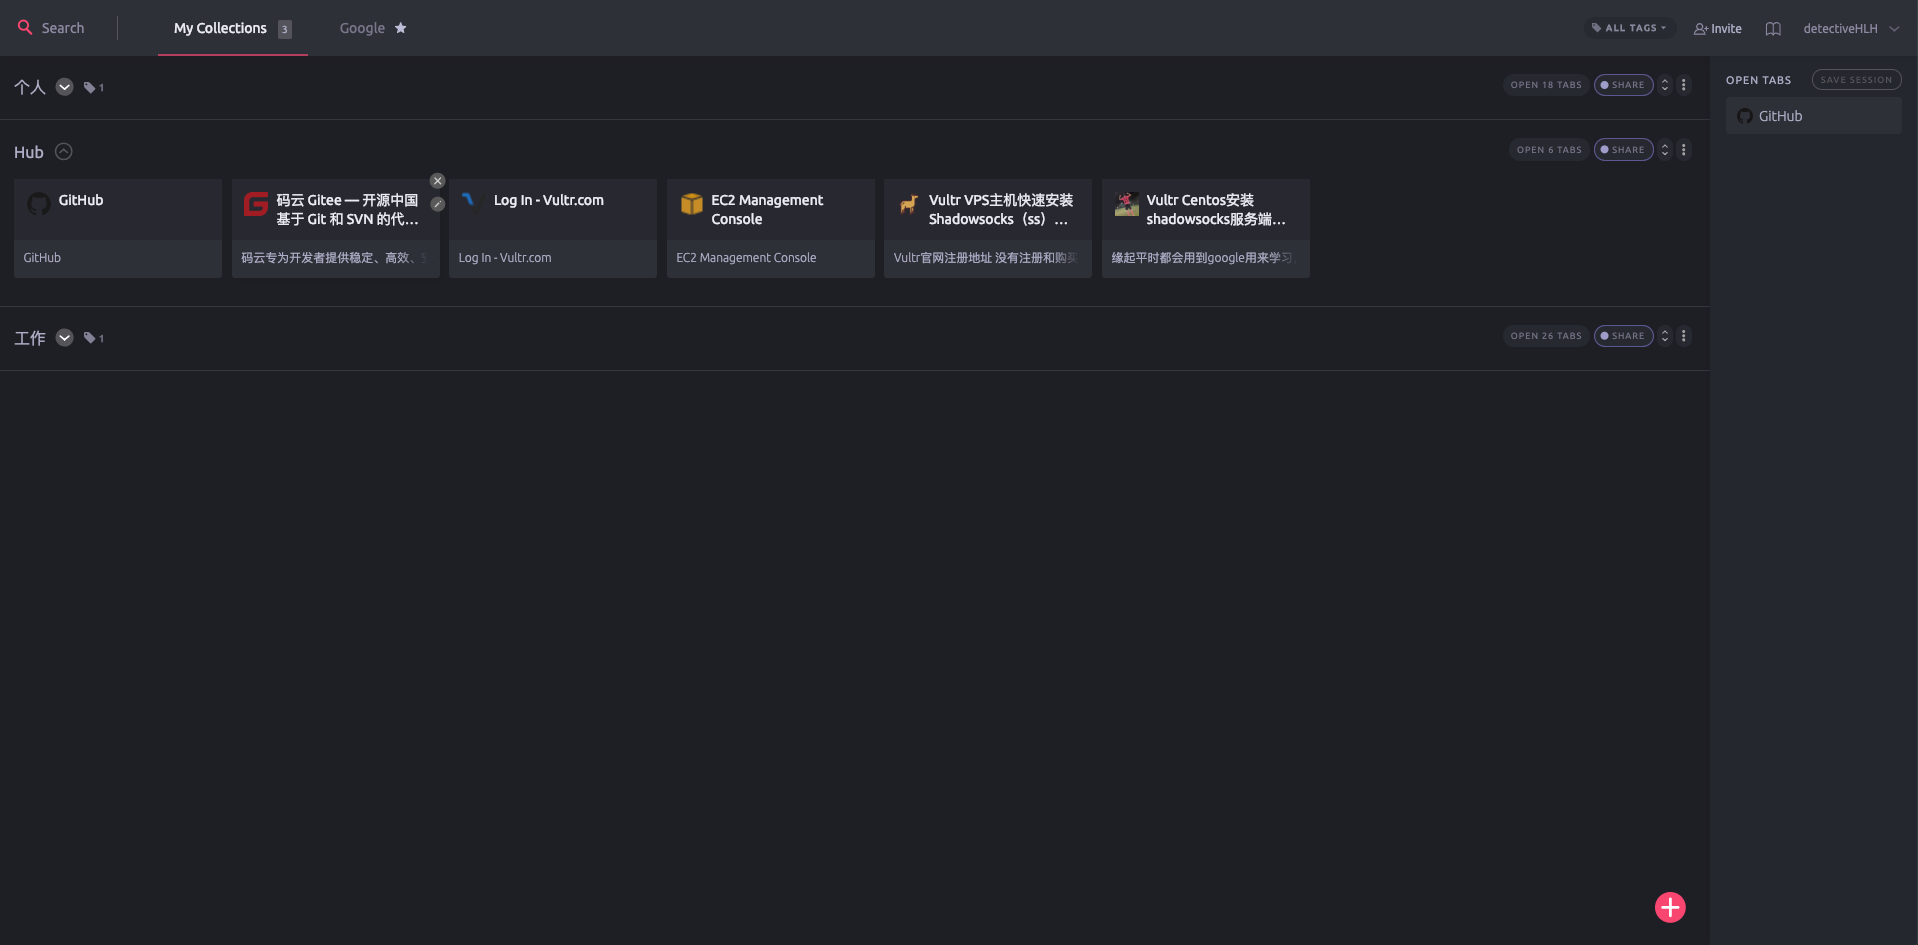 Search
My Collections 3
Google
ALL TAGS
Invite
detectiveHLH
个人 1
OPEN 18 TABS
SHARE
OPEN TABS
SAVE SESSION
GitHub
Hub
OPEN 6 TABS
SHARE
GitHub
GitHub
码云 Gitee — 开源中国
基于 Git 和 SVN 的代...
码云专为开发者提供稳定、高效、
Log In - Vultr.com
Log In - Vultr.com
EC2 Management
Console
EC2 Management Console
Vultr VPS主机快速安装
Shadowsocks（ss）...
Vultr官网注册地址 没有注册和购买
Vultr Centos安装
shadowsocks服务端...
缘起平时都会用到google用来学习
工作 1
OPEN 26 TABS
SHARE